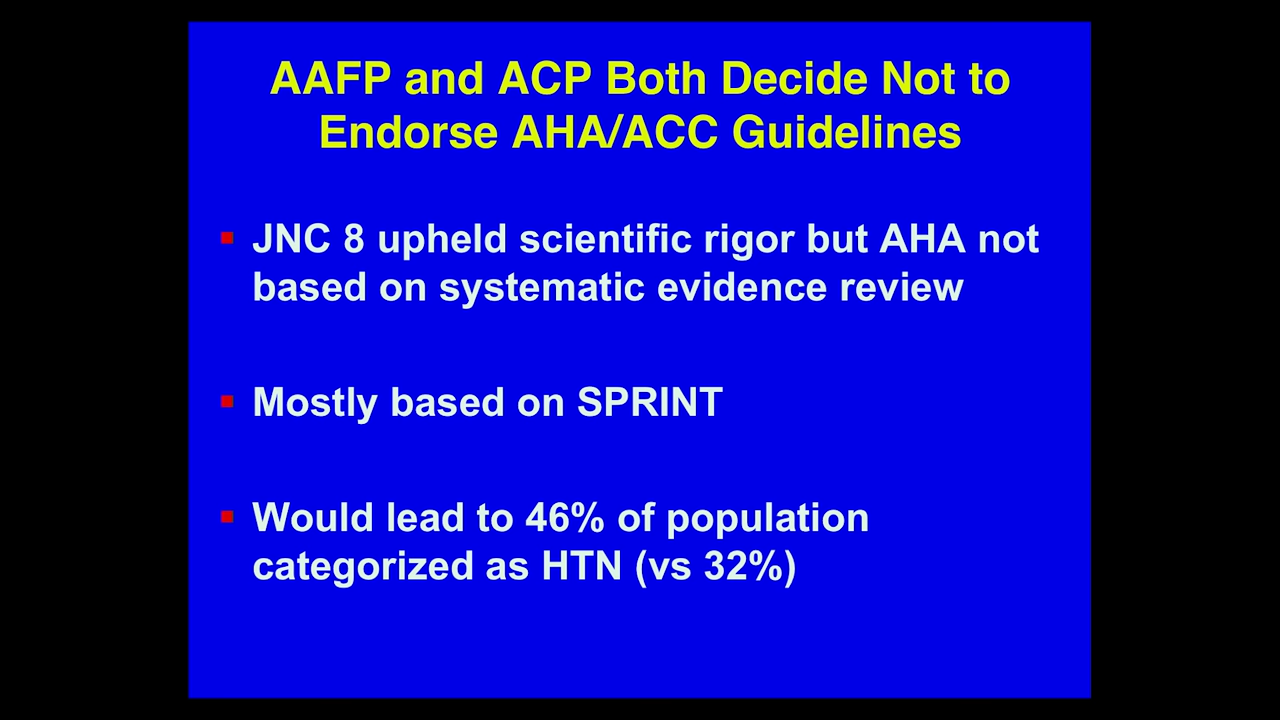 AAFP and ACP Both Decide Not to
Endorse AHA/ACC Guidelines
JNC 8 upheld scientific rigor but AHA not
based on systematic evidence review
Mostly based on SPRINT
Would lead to 46% of population
categorized as HTN (vs 32%)